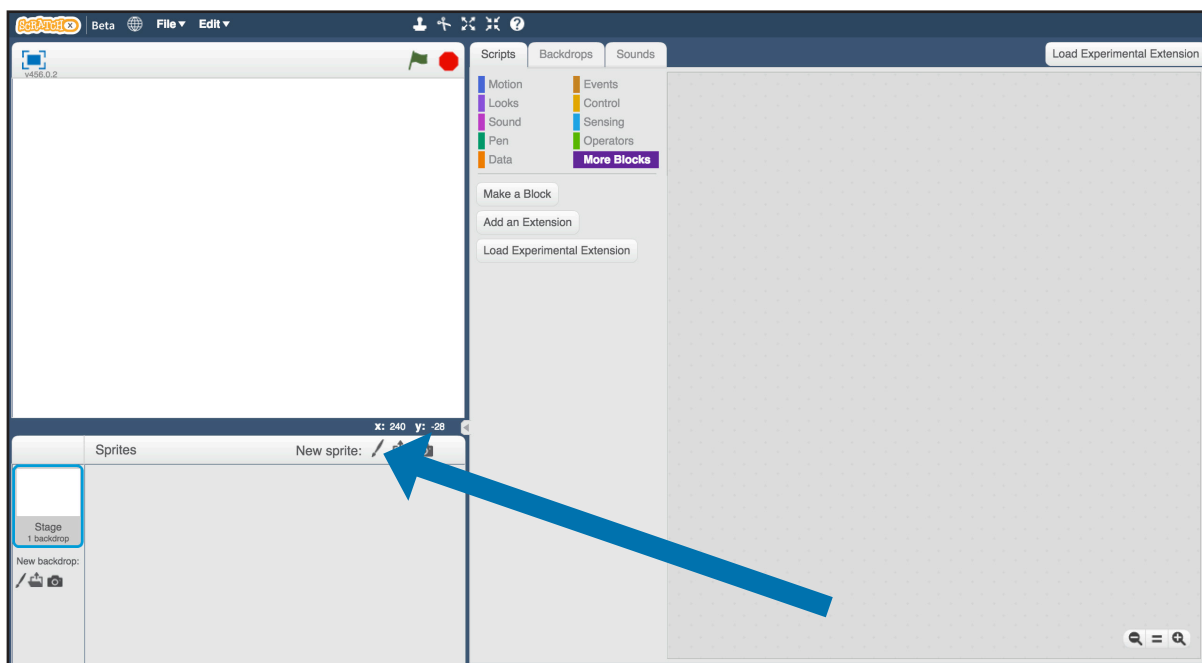 SCRATCHX Beta File Edit
v456.0.2
Scripts Backdrops Sounds Load Experimental Extension
Motion Events
Looks Control
Sound Sensing
Pen Operators
Data More Blocks
Make a Block
Add an Extension
Load Experimental Extension
x: 240 y: -28
Sprites New sprite:
Stage
1 backdrop
New backdrop: